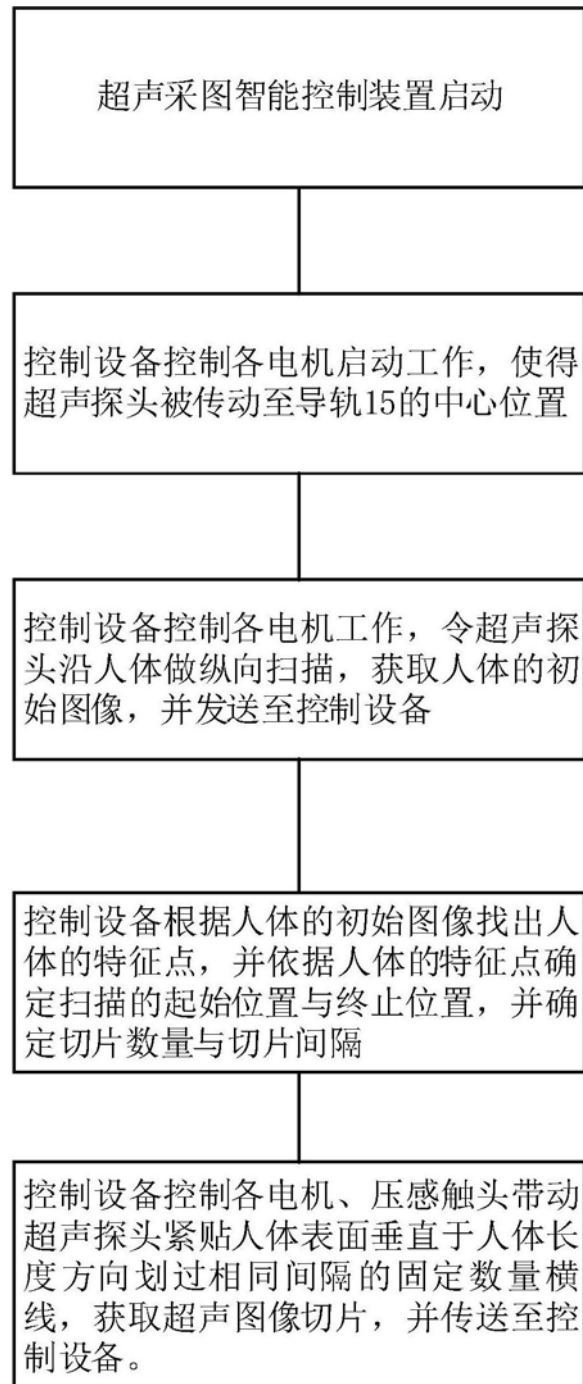 超声采图智能控制装置启动
控制设备控制各电机启动工作，使得
超声探头被传动至导轨15的中心位置
控制设备控制各电机工作，令超声探
头沿人体做纵向扫描，获取人体的初
始图像，并发送至控制设备
控制设备根据人体的初始图像找出人
体的特征点，并依据人体的特征点确
定扫描的起始位置与终止位置，并确
定切片数量与切片间隔
控制设备控制各电机、压感触头带动
超声探头紧贴人体表面垂直于人体长
度方向划过相同间隔的固定数量横
线，获取超声图像切片，并传送至控
制设备。